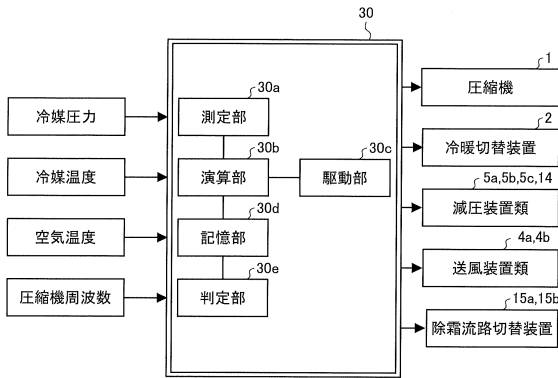 30
冷媒圧力
冷媒温度
空気温度
圧縮機周波数
30a
測定部
30b
演算部
30c
駆動部
30d
記憶部
30e
判定部
1
圧縮機
2
冷暖切替装置
5a,5b,5c,14
減圧装置類
4a,4b
送風装置類
15a,15b
除霜流路切替装置